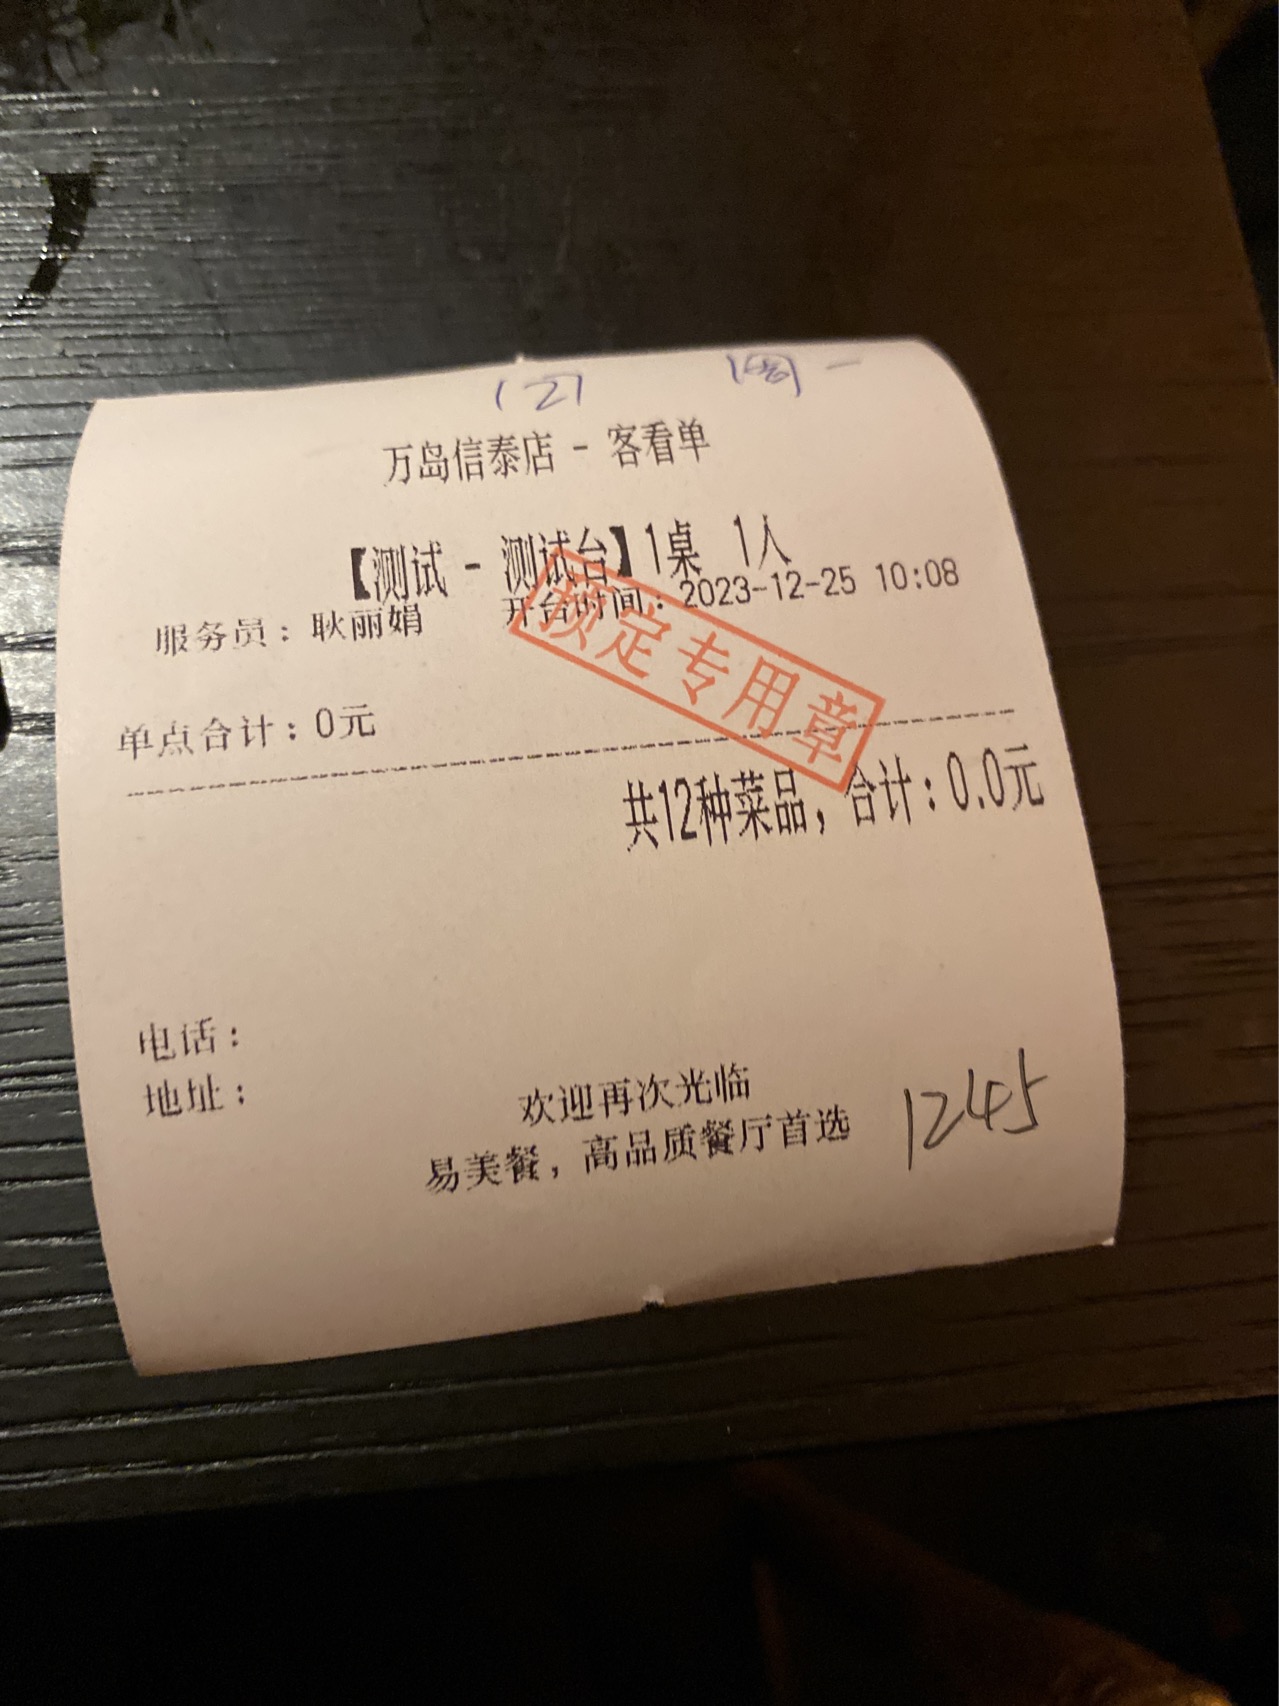 万岛信泰店 - 客看单
【测试 - 测试台】1桌 1人
服务员：耿丽娟 开台时间：2023-12-25 10:08
预定专用章
单点合计：0元
共12种菜品，合计：0.0元
电话：
地址：
欢迎再次光临
易美餐，高品质餐厅首选
1245